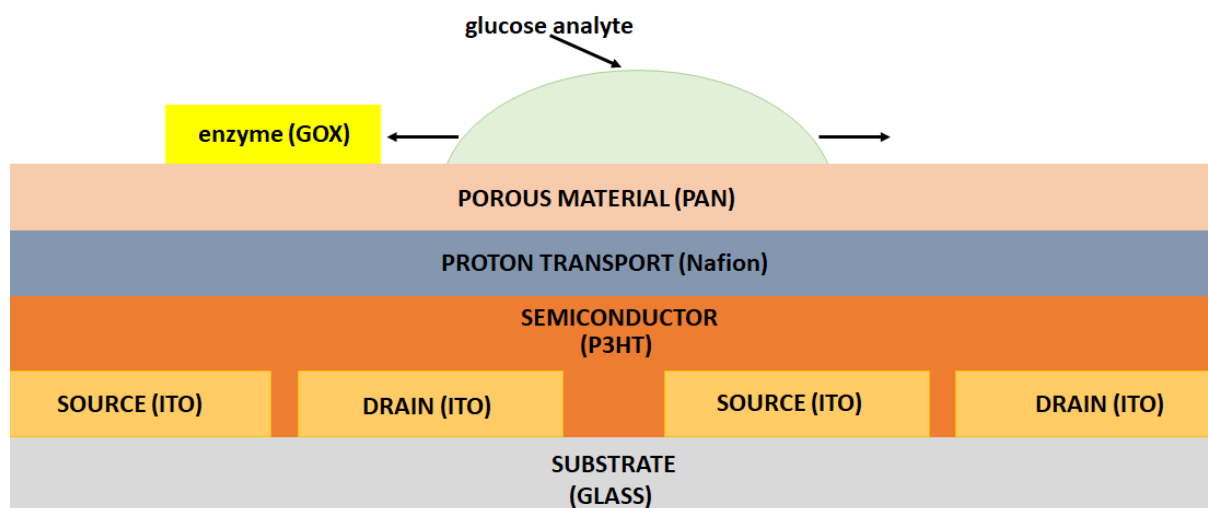 glucose analyte
enzyme (GOX)
POROUS MATERIAL (PAN)
PROTON TRANSPORT (Nafion)
SEMICONDUCTOR
(P3HT)
SOURCE (ITO)
DRAIN (ITO)
SOURCE (ITO)
DRAIN (ITO)
SUBSTRATE
(GLASS)